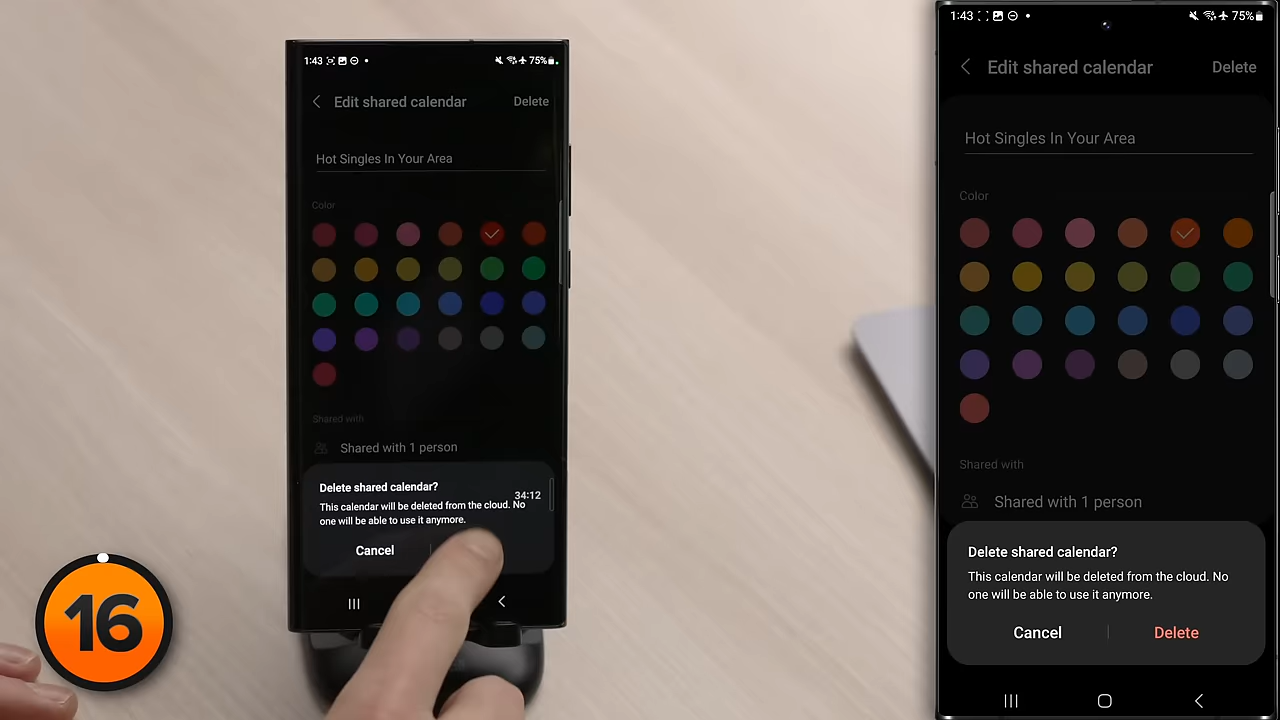 1:43
75%
Edit shared calendar
Delete
Hot Singles In Your Area
Color
Shared with
Shared with 1 person
Delete shared calendar?
34:12
This calendar will be deleted from the cloud. No
one will be able to use it anymore.
Cancel
16
1:43
75%
Edit shared calendar
Delete
Hot Singles In Your Area
Color
Shared with
Shared with 1 person
Delete shared calendar?
This calendar will be deleted from the cloud. No
one will be able to use it anymore.
Cancel
Delete